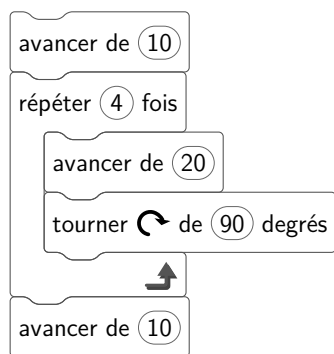 avancer de 10
répéter 4 fois
avancer de 20
tourner ↻ de 90 degrés
avancer de 10